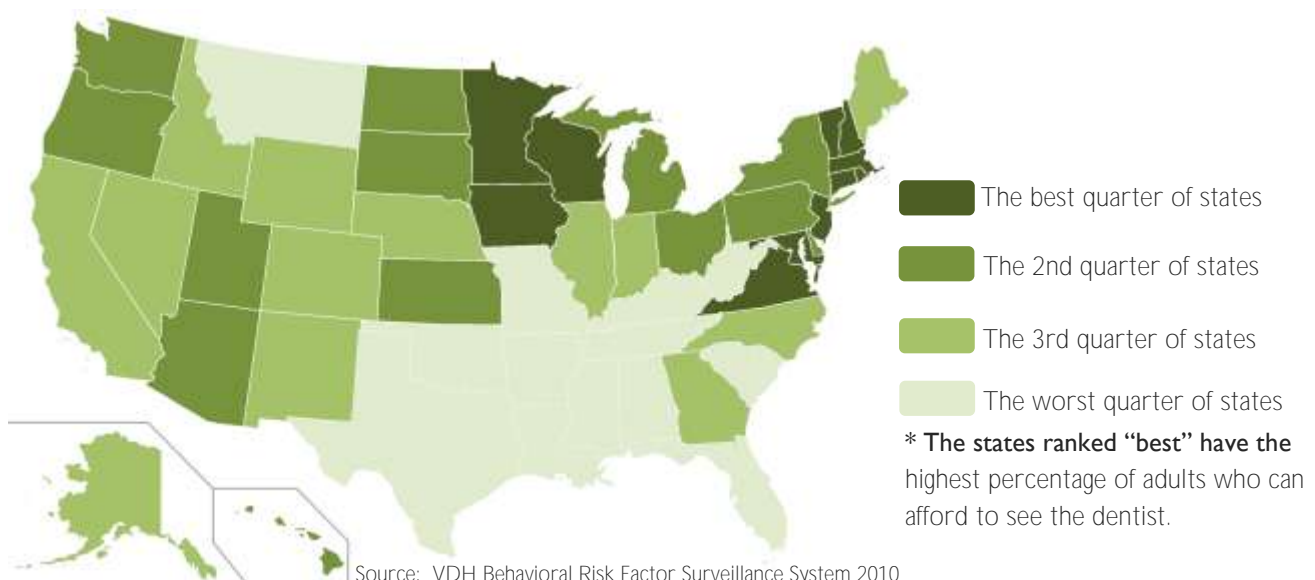 The best quarter of states
The 2nd quarter of states
The 3rd quarter of states
The worst quarter of states
* The states ranked “best” have the
highest percentage of adults who can
afford to see the dentist.
Source: VDH Behavioral Risk Factor Surveillance System 2010